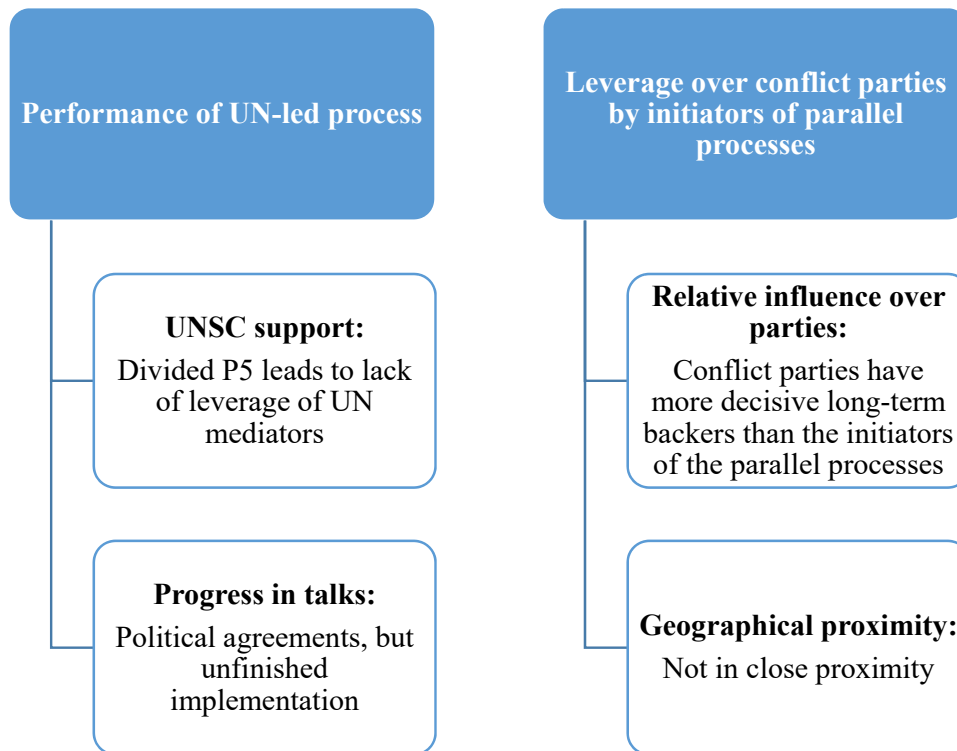 Performance of UN-led process
UNSC support:
Divided P5 leads to lack
of leverage of UN
mediators
Progress in talks:
Political agreements, but
unfinished
implementation
Leverage over conflict parties
by initiators of parallel
processes
Relative influence over
parties:
Conflict parties have
more decisive long-term
backers than the initiators
of the parallel processes
Geographical proximity:
Not in close proximity